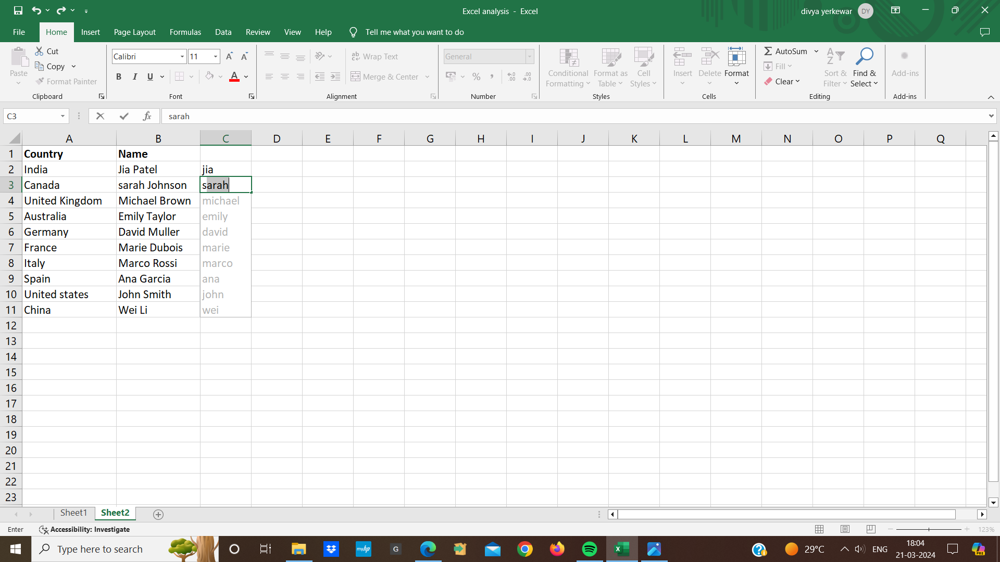 Excel analysis - Excel
divya yerkewar DY
File Home Insert Page Layout Formulas Data Review View Help Tell me what you want to do
Paste
Cut
Copy
Format Painter
Clipboard
Calibri 11
A A
B I U A
Font
ab Wrap Text
Merge & Center
Alignment
General
% , .00
Number
Conditional Formatting
Format as Table
Cell Styles
Styles
Insert Delete Format
Cells
AutoSum
Fill
Clear
Sort & Filter
Find & Select
Editing
Add-ins
Add-ins
C3 fx sarah
A B C D E F G H I J K L M N O P Q
1 Country Name
2 India Jia Patel jia
3 Canada sarah Johnson sarah
4 United Kingdom Michael Brown michael
5 Australia Emily Taylor emily
6 Germany David Muller david
7 France Marie Dubois marie
8 Italy Marco Rossi marco
9 Spain Ana Garcia ana
10 United states John Smith john
11 China Wei Li wei
12
13
14
15
16
17
18
19
20
21
22
23
Sheet1 Sheet2
Enter Accessibility: Investigate 123%
Type here to search myhp G 29°C ENG 18:04
21-03-2024 PRE